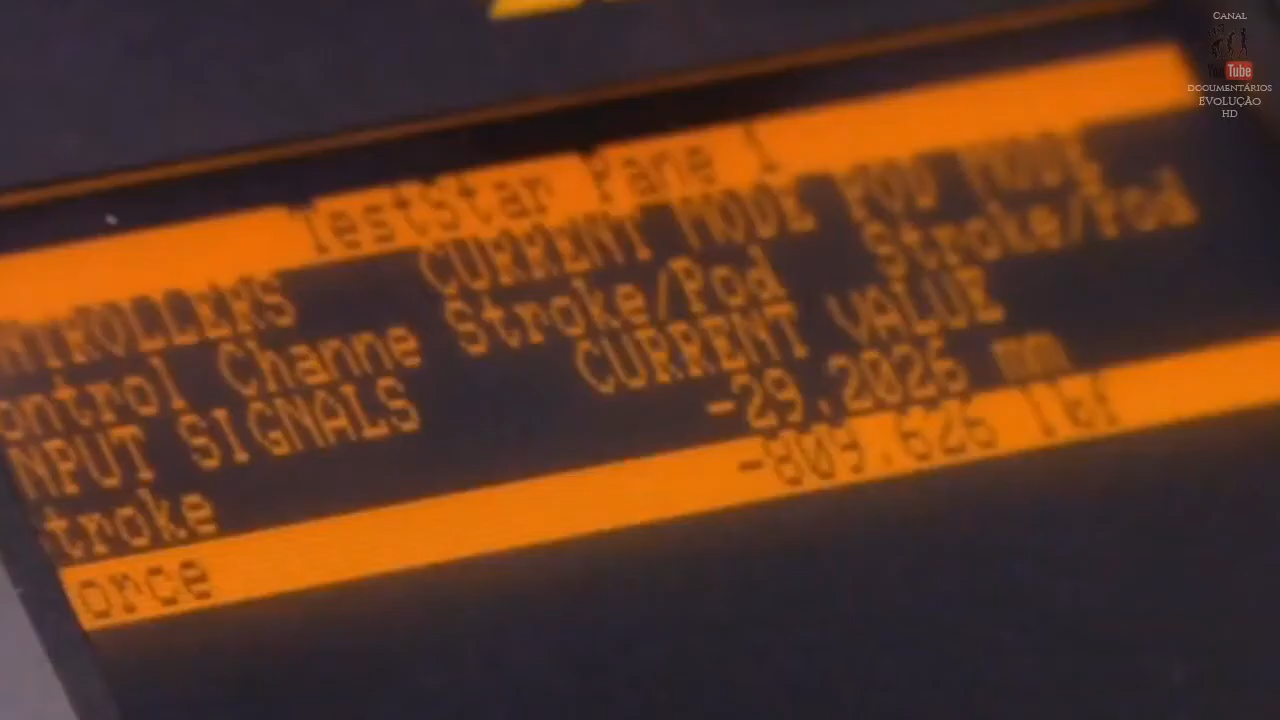 TestStar Pane 1
NTROLLERS CURRENT MODE POD MODE
ontrol Channe Stroke/Pod Stroke/Pod
NPUT SIGNALS CURRENT VALUE
troke -29.2026 mm
orce -809.626 lbf
CANAL
YouTube
DOCUMENTÁRIOS
EVOLUÇÃO
HD